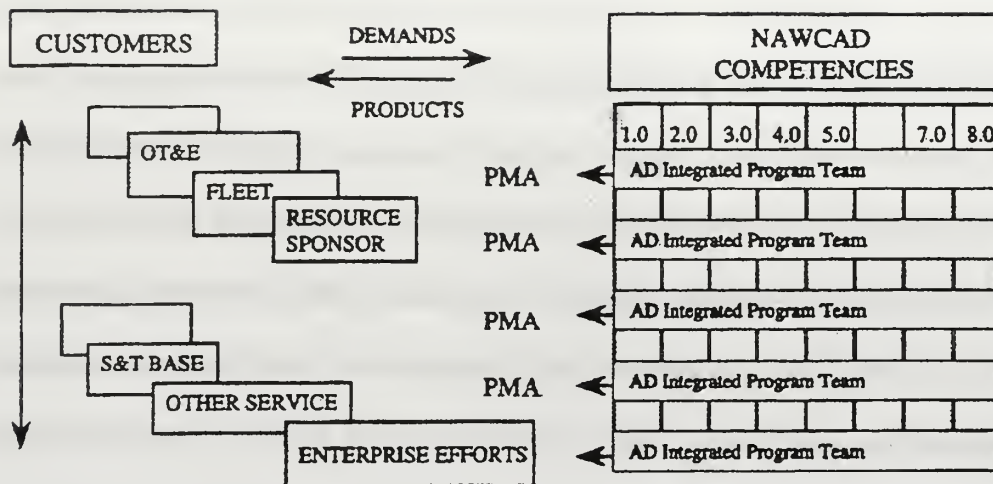 CUSTOMERS
DEMANDS
PRODUCTS
NAWCAD
COMPETENCIES
1.0 2.0 3.0 4.0 5.0 7.0 8.0
OT&E
FLEET
RESOURCE
SPONSOR
S&T BASE
OTHER SERVICE
ENTERPRISE EFFORTS
PMA
AD Integrated Program Team
PMA
AD Integrated Program Team
PMA
AD Integrated Program Team
PMA
AD Integrated Program Team
AD Integrated Program Team